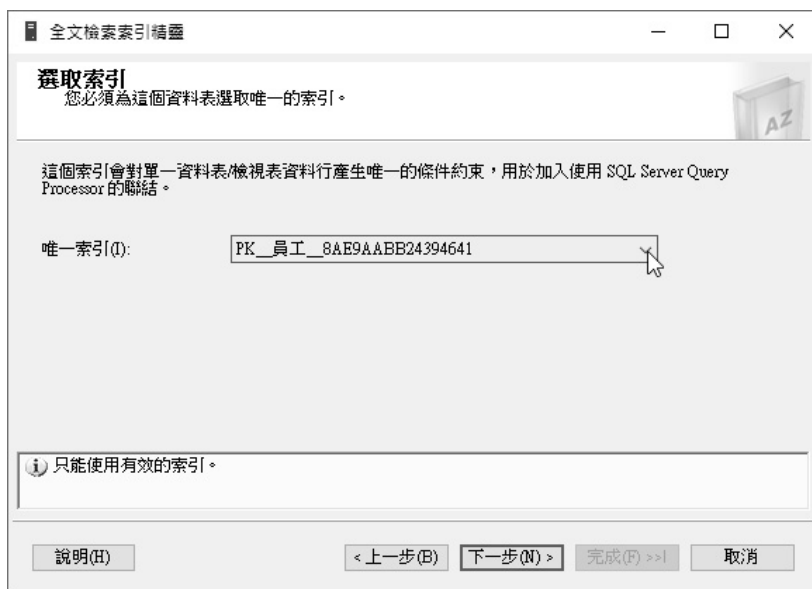 全文檢索索引精靈
選取索引
您必須為這個資料表選取唯一的索引。
AZ
這個索引會對單一資料表/檢視表資料行產生唯一的條件約束，用於加入使用 SQL Server Query
Processor 的聯結。
唯一索引(I):
PK__員工__8AE9AABB24394641
只能使用有效的索引。
說明(H)
< 上一步(B)
下一步(N) >
完成(F) >>|
取消